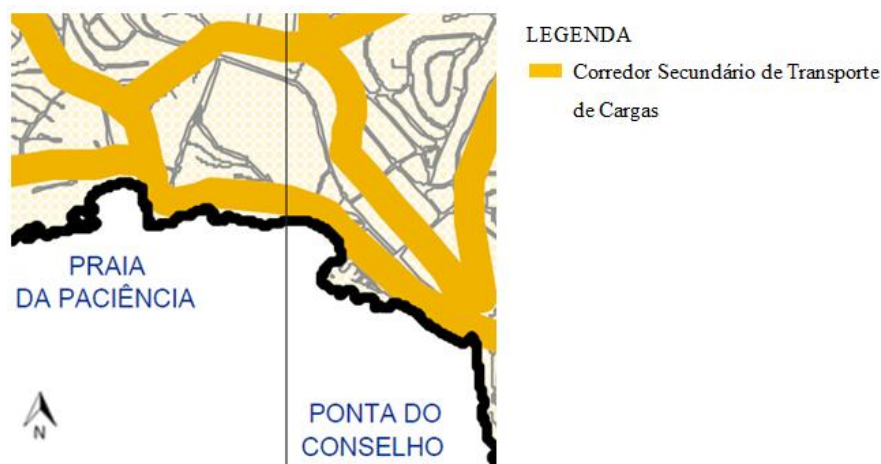 LEGENDA
Corredor Secundário de Transporte
de Cargas
PRAIA
DA PACIÊNCIA
N
PONTA DO
CONSELHO